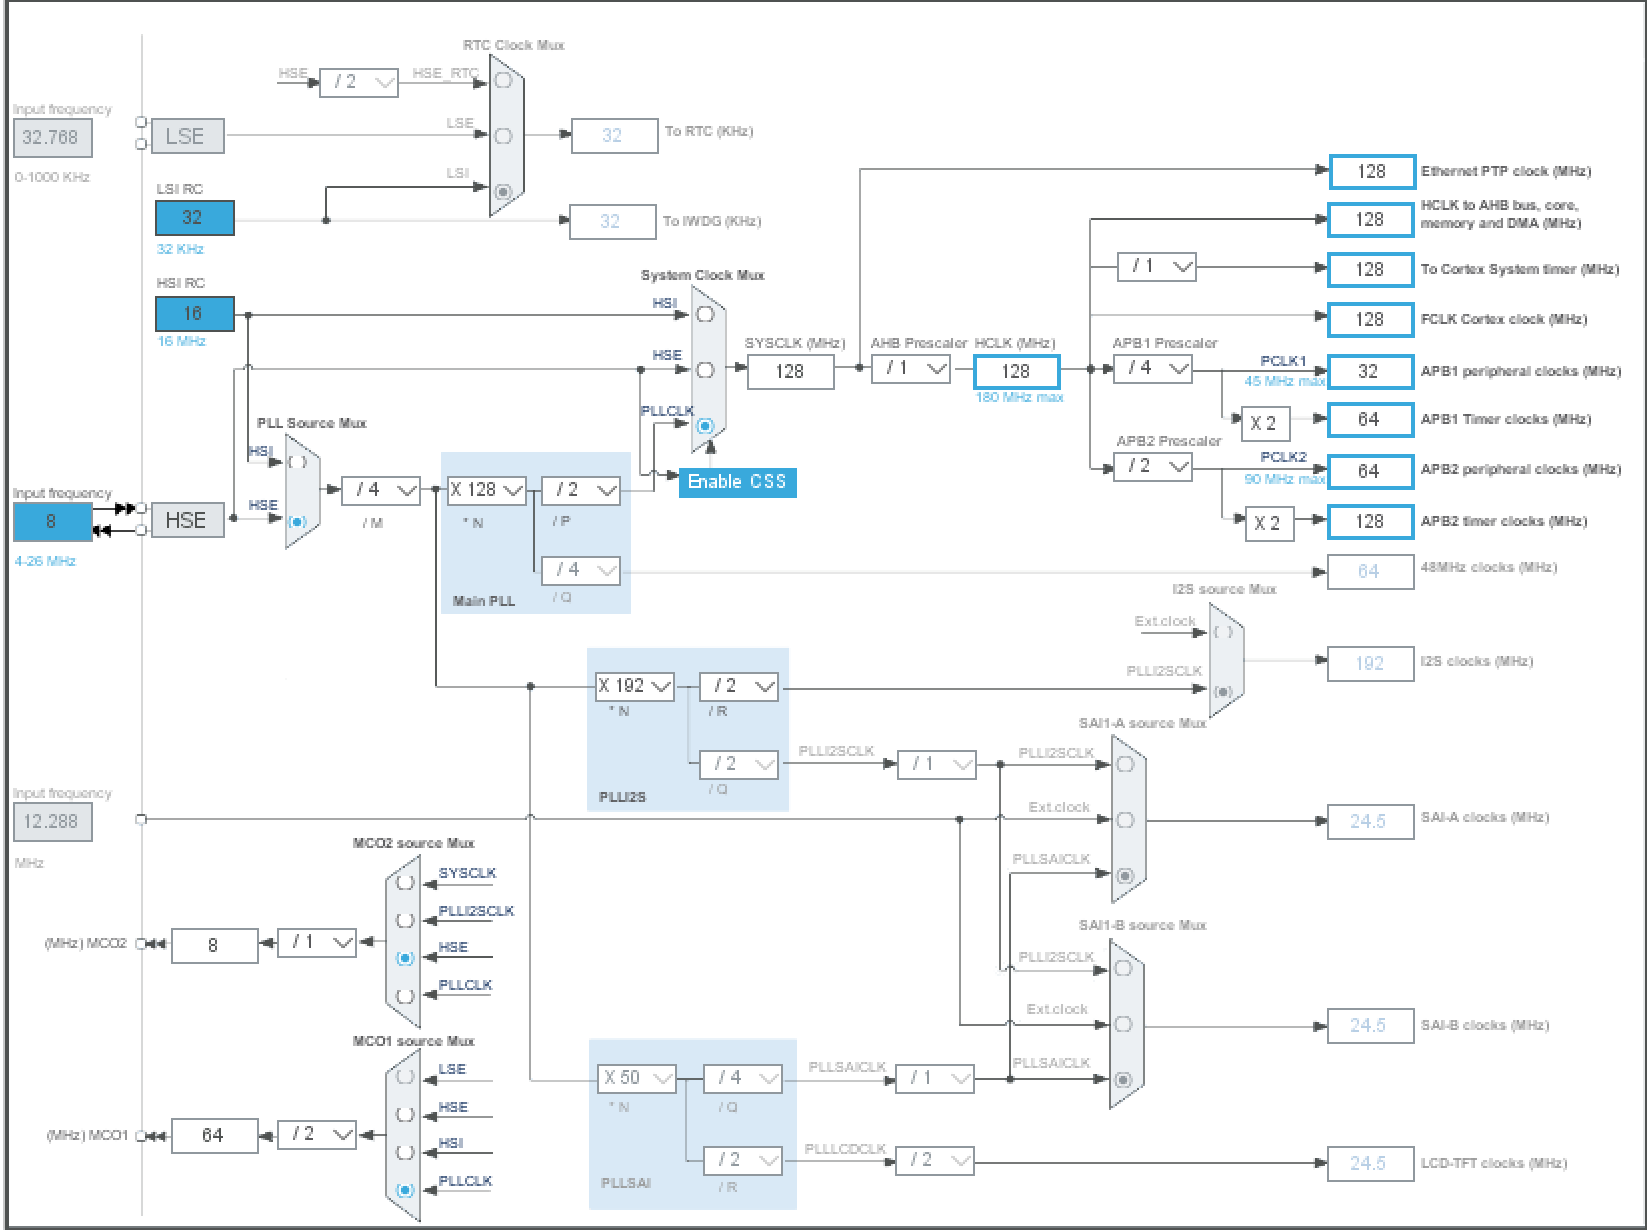 RTC Clock Mux
HSE
/ 2
HSE_RTC
Input frequency
32.768
0-1000 KHz
LSE
LSE
32
To RTC (KHz)
LSI
LSI RC
32
32 KHz
32
To IWDG (KHz)
HSI RC
16
16 MHz
System Clock Mux
HSI
HSE
PLLCLK
Enable CSS
SYSCLK (MHz)
128
AHB Prescaler
/ 1
HCLK (MHz)
128
180 MHz max
128
Ethernet PTP clock (MHz)
128
HCLK to AHB bus, core,
memory and DMA (MHz)
/ 1
128
To Cortex System timer (MHz)
128
FCLK Cortex clock (MHz)
APB1 Prescaler
/ 4
PCLK1
45 MHz max
32
APB1 peripheral clocks (MHz)
X 2
64
APB1 Timer clocks (MHz)
APB2 Prescaler
/ 2
PCLK2
90 MHz max
64
APB2 peripheral clocks (MHz)
X 2
128
APB2 timer clocks (MHz)
64
48MHz clocks (MHz)
PLL Source Mux
HSI
HSE
Input frequency
8
4-26 MHz
HSE
/ 4
/ M
X 128
* N
/ 2
/ P
/ 4
/ Q
Main PLL
I2S source Mux
Ext.clock
PLLI2SCLK
192
I2S clocks (MHz)
X 192
* N
/ 2
/ R
/ 2
/ Q
PLLI2S
PLLI2SCLK
/ 1
SAI1-A source Mux
PLLI2SCLK
Ext.clock
PLLSAICLK
24.5
SAI-A clocks (MHz)
Input frequency
12.288
MHz
MCO2 source Mux
SYSCLK
PLLI2SCLK
HSE
PLLCLK
(MHz) MCO2
8
/ 1
SAI1-B source Mux
PLLI2SCLK
Ext.clock
PLLSAICLK
24.5
SAI-B clocks (MHz)
MCO1 source Mux
LSE
HSE
HSI
PLLCLK
(MHz) MCO1
64
/ 2
X 50
* N
/ 4
/ Q
/ 2
/ R
PLLSAI
PLLSAICLK
/ 1
PLLLCDCLK
/ 2
24.5
LCD-TFT clocks (MHz)